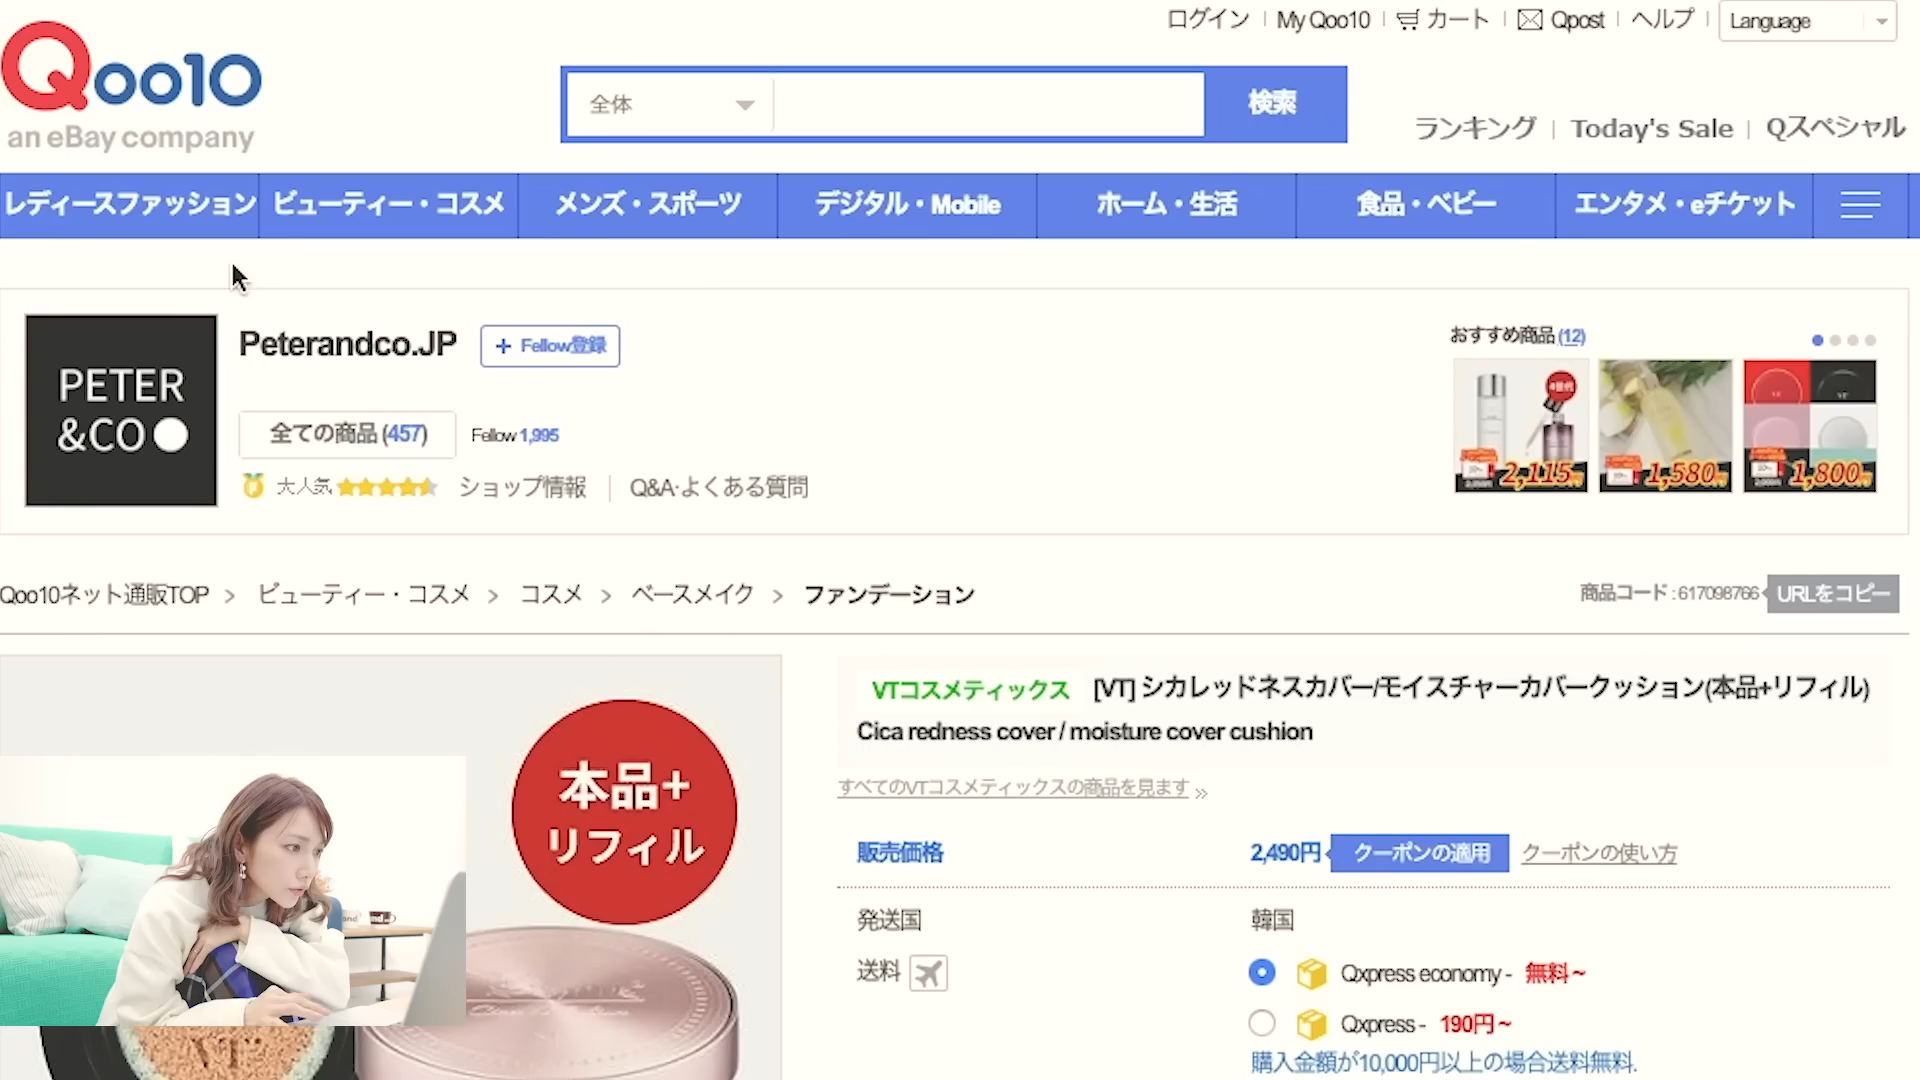 ログイン My Qoo10 カート Qpost ヘルプ Language
Qoo10
an eBay company
全体 検索
ランキング Today's Sale Qスペシャル
レディースファッション ビューティー・コスメ メンズ・スポーツ デジタル・Mobile ホーム・生活 食品・ベビー エンタメ・eチケット
PETER
&CO
Peterandco.JP + Fellow登録
全ての商品 (457) Fellow 1,995
大人気 ショップ情報 Q&A·よくある質問
おすすめ商品 (12)
2,115円 1,580円 1,800円
Qoo10ネット通販TOP > ビューティー・コスメ > コスメ > ベースメイク > ファンデーション
商品コード : 617098766 URLをコピー
本品+
リフィル
VTコスメティックス [VT] シカレッドネスカバー/モイスチャーカバークッション(本品+リフィル)
Cica redness cover / moisture cover cushion
すべてのVTコスメティックスの商品を見ます »
販売価格 2,490円 クーポンの適用 クーポンの使い方
発送国 韓国
送料 Qxpress economy - 無料~
Qxpress - 190円~
購入金額が10,000円以上の場合送料無料.